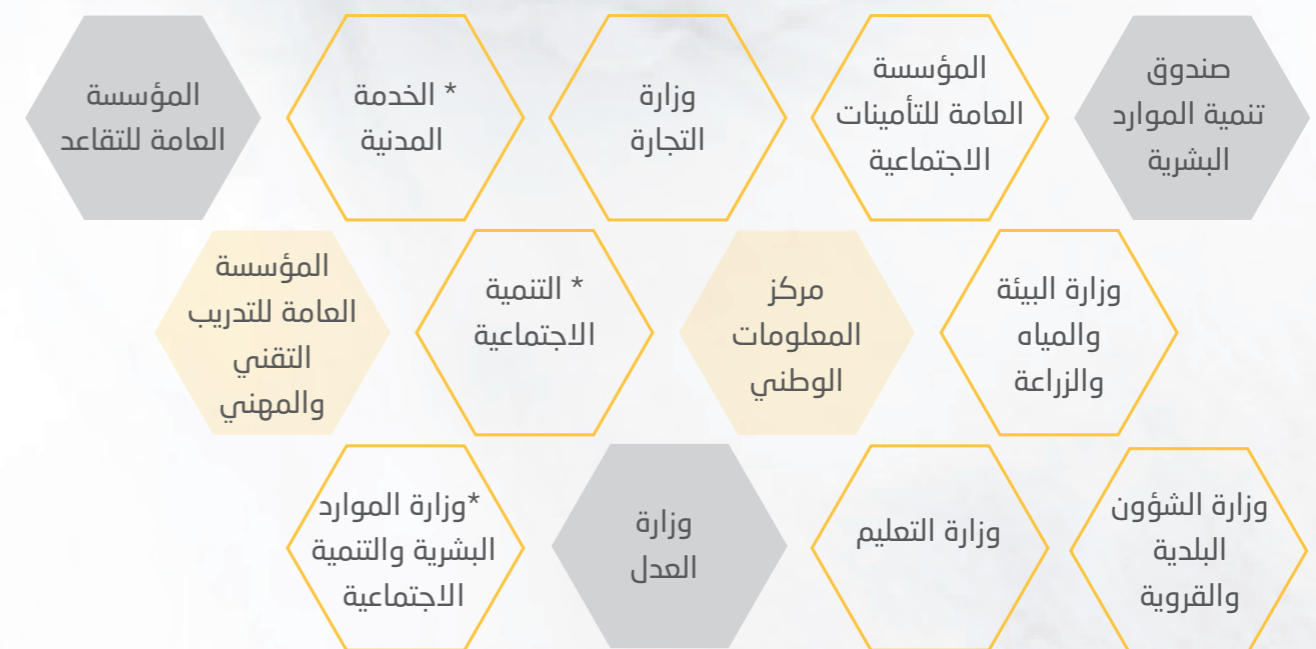 صندوق
تنمية الموارد
البشرية
المؤسسة
العامة للتأمينات
الاجتماعية
وزارة
التجارة
* الخدمة
المدنية
المؤسسة
العامة للتقاعد
وزارة البيئة
والمياه
والزراعة
مركز
المعلومات
الوطني
* التنمية
الاجتماعية
المؤسسة
العامة للتدريب
التقني
والمهني
وزارة الشؤون
البلدية
والقروية
وزارة التعليم
وزارة
العدل
*وزارة الموارد
البشرية والتنمية
الاجتماعية